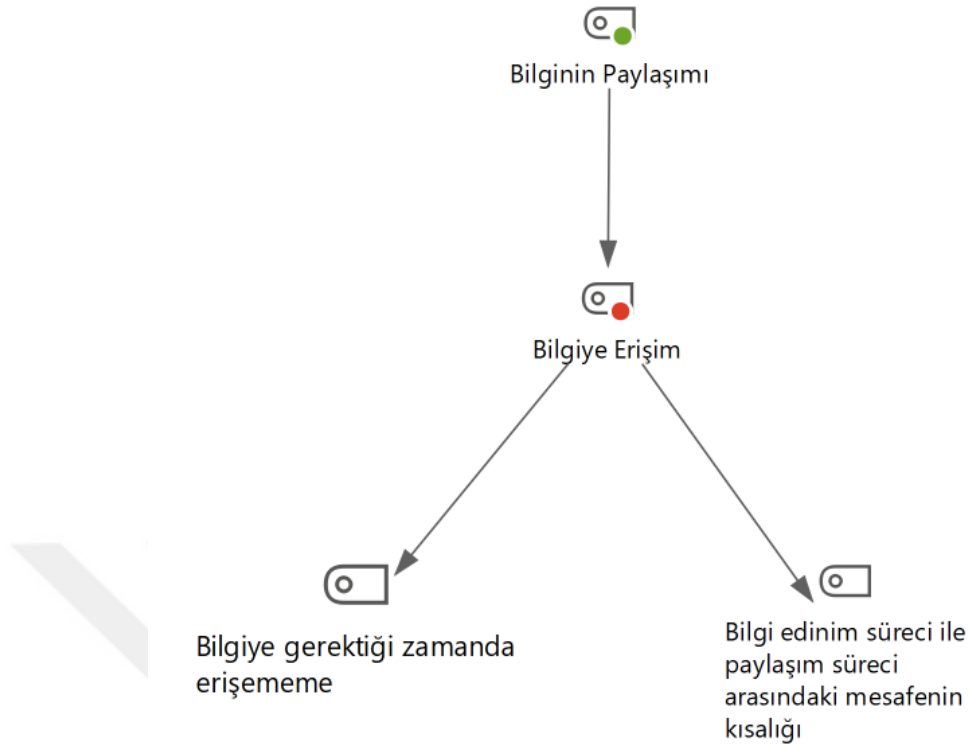 Bilginin Paylaşımı
Bilgiye Erişim
Bilgiye gerektiği zamanda
erişememe
Bilgi edinim süreci ile
paylaşım süreci
arasındaki mesafenin
kısalığı